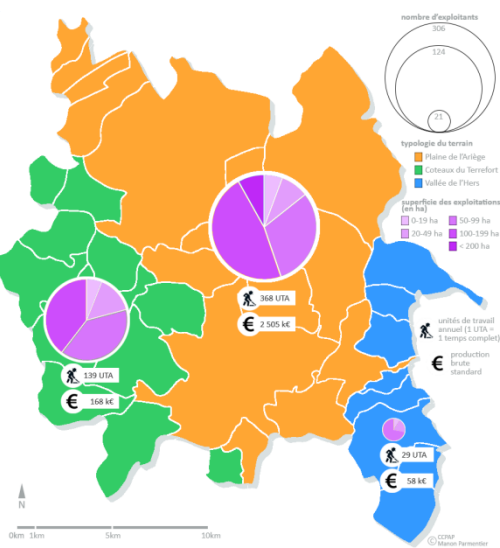 nombre d'exploitants
306
124
21
typologie du terrain
Plaine de l'Ariège
Coteaux du Terrefort
Vallée de l'Hers
superficie des exploitations
(en ha)
0-19 ha
50-99 ha
20-49 ha
100-199 ha
< 200 ha
unités de travail
annuel (1 UTA =
1 temps complet)
production
brute
standard
368 UTA
2 505 k€
139 UTA
168 k€
29 UTA
58 k€
N
0km 1km 5km 10km
© CCPAP
Manon Parmentier